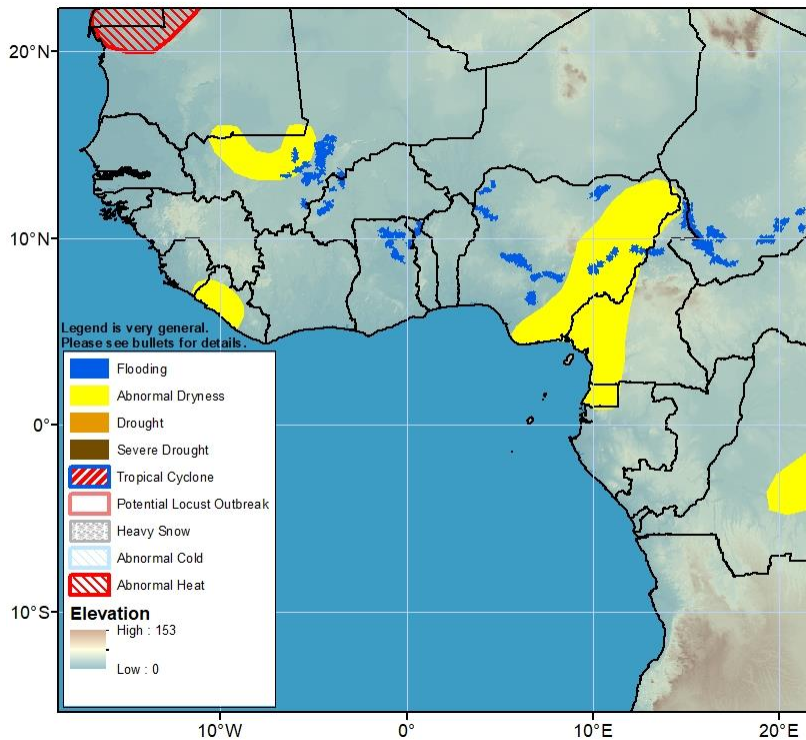 20°N
10°N
Legend is very general.
Please see bullets for details.
Flooding
Abnormal Dryness
0°
Drought
Severe Drought
Tropical Cyclone
Potential Locust Outbreak
Heavy Snow
Abnormal Cold
Abnormal Heat
10°S
Elevation
High : 153
Low : 0
10°W
0°
10°E
20°E